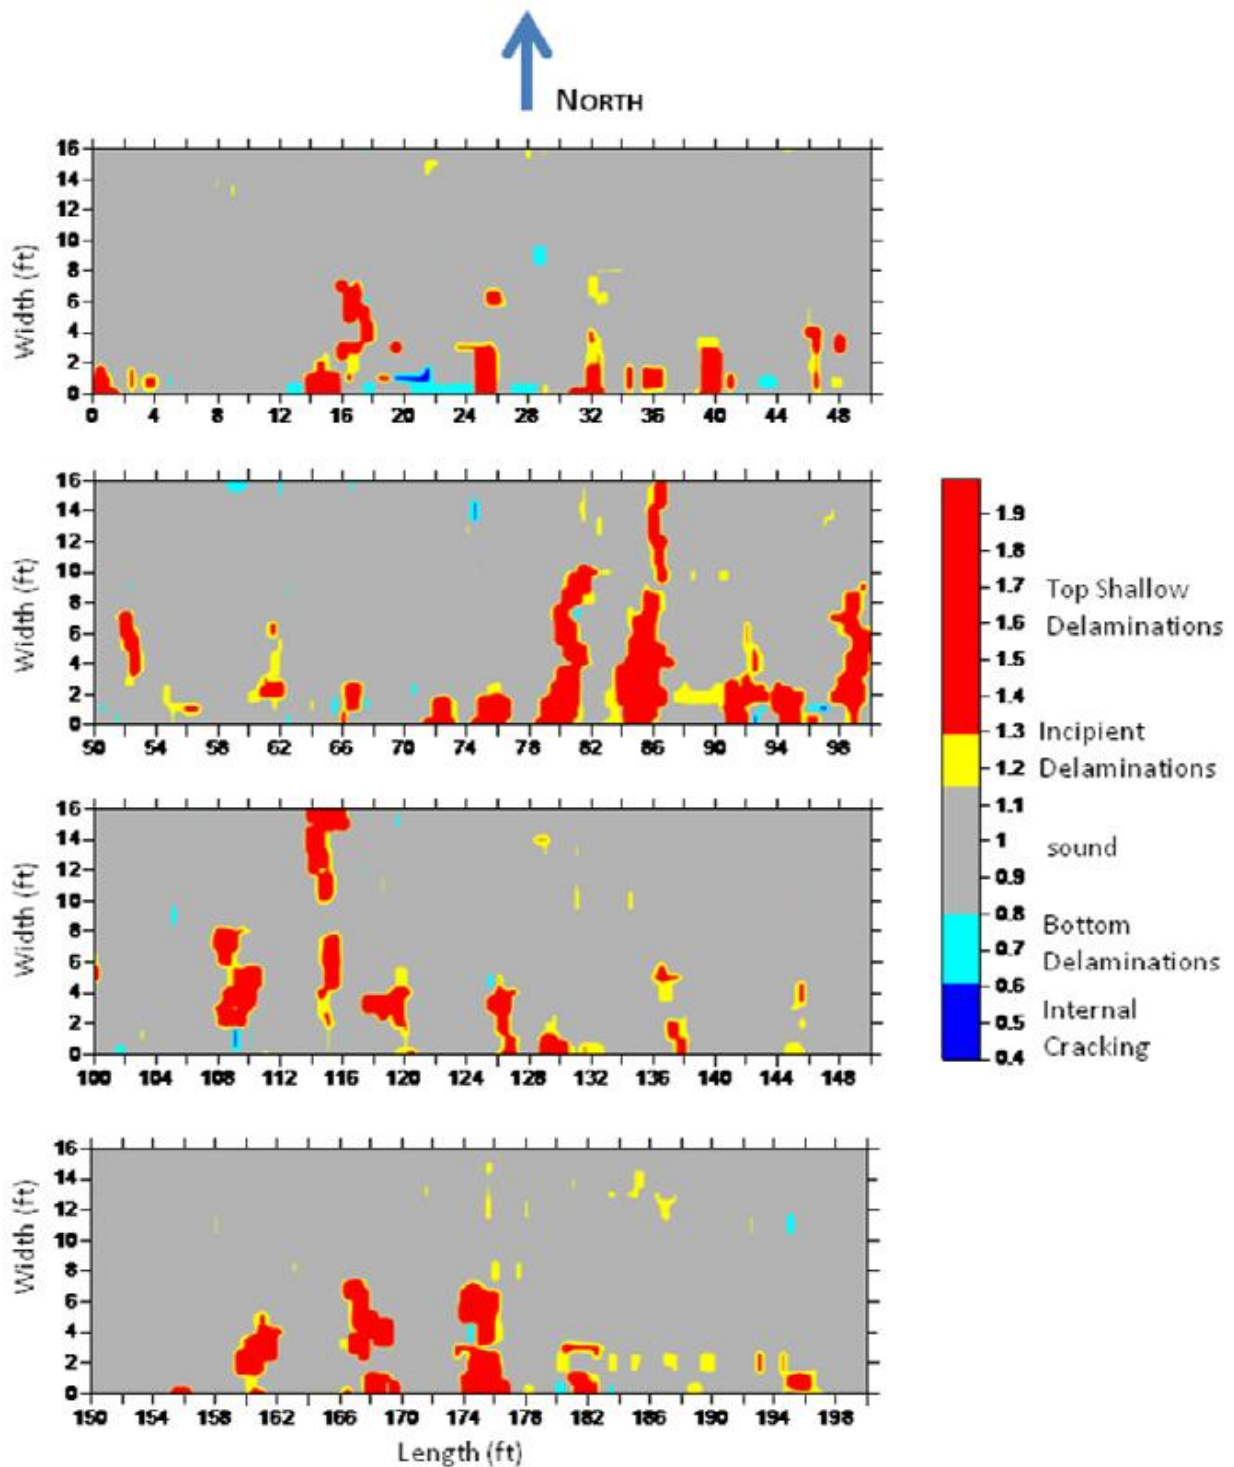 NORTH
Width (ft)
16
14
12
10
8
6
4
2
0
0 4 8 12 16 20 24 28 32 36 40 44 48
Width (ft)
16
14
12
10
8
6
4
2
0
50 54 58 62 66 70 74 78 82 86 90 94 98
Width (ft)
16
14
12
10
8
6
4
2
0
100 104 108 112 116 120 124 128 132 136 140 144 148
Width (ft)
16
14
12
10
8
6
4
2
0
150 154 158 162 166 170 174 178 182 186 190 194 198
Length (ft)
1.9
1.8
1.7
1.6
1.5
1.4
1.3
1.2
1.1
1
0.9
0.8
0.7
0.6
0.5
0.4
Top Shallow
Delaminations
Incipient
Delaminations
sound
Bottom
Delaminations
Internal
Cracking